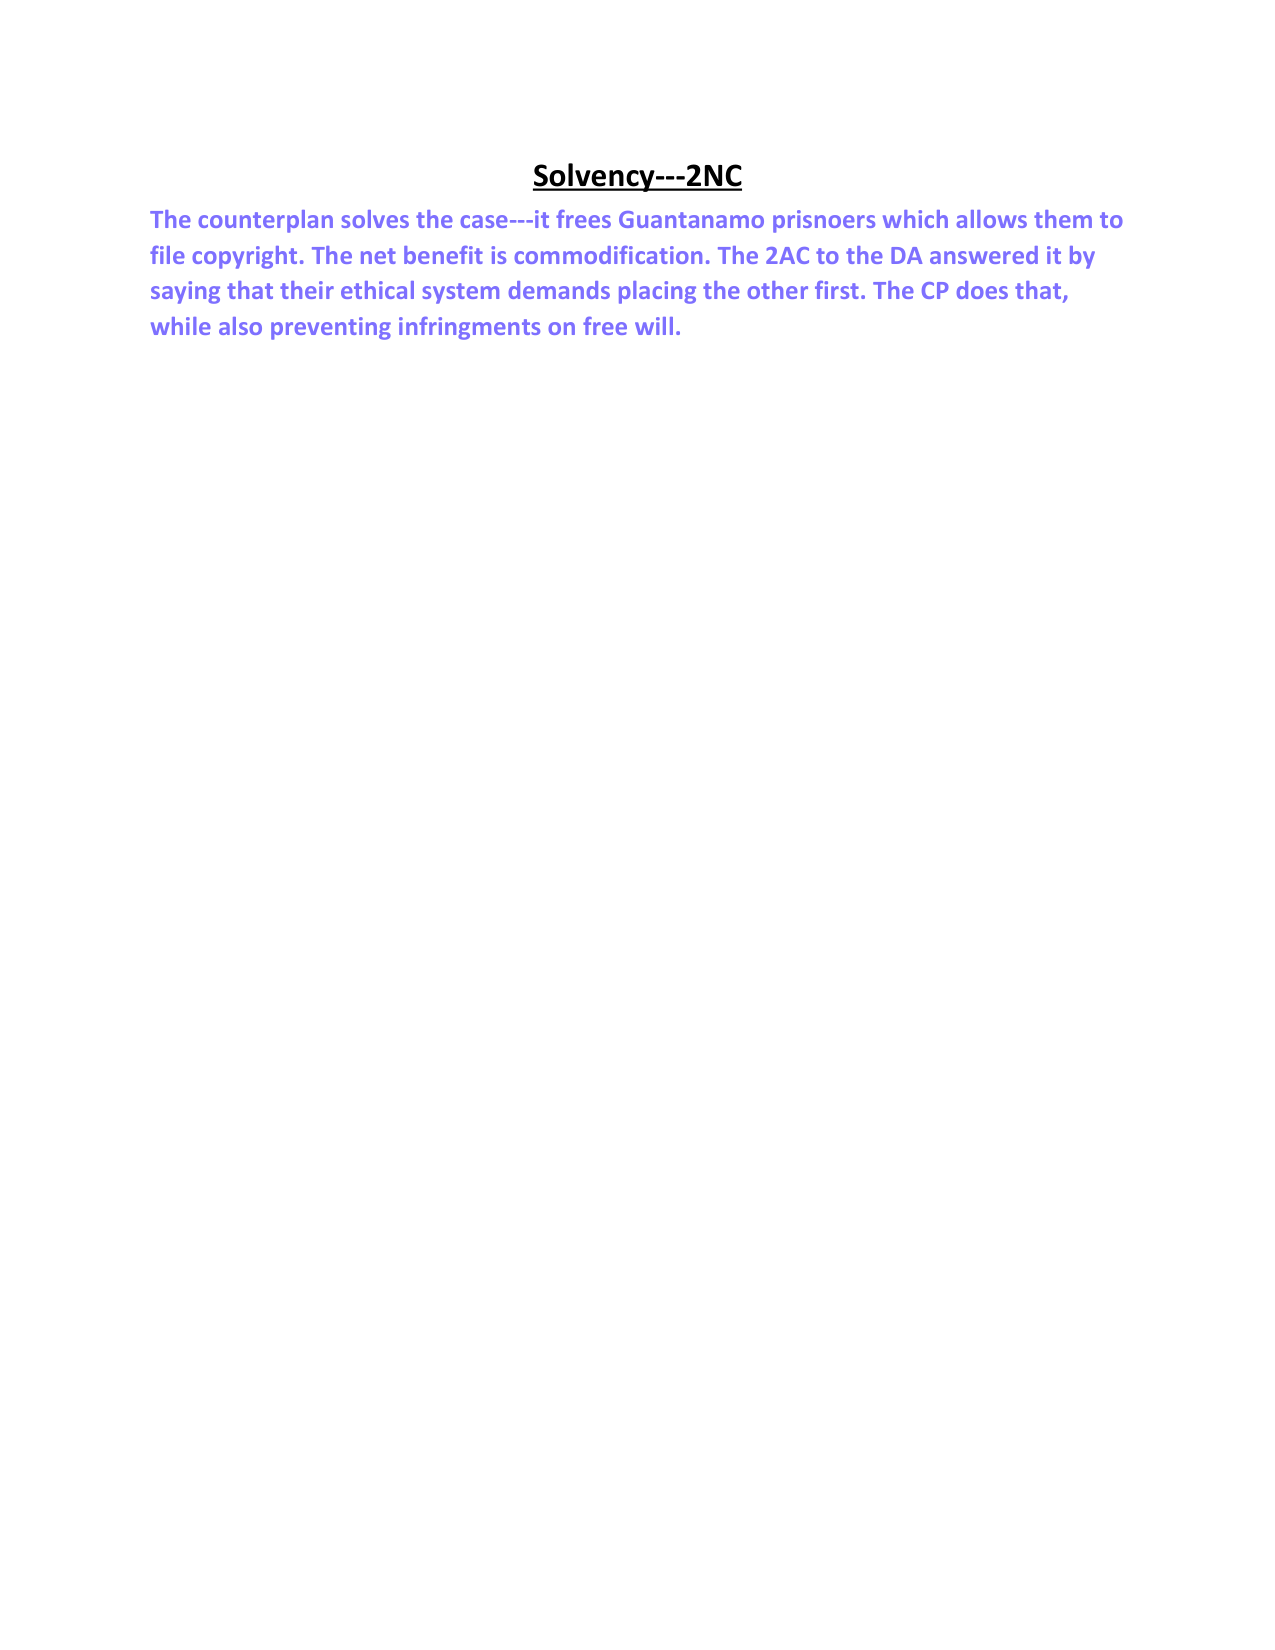 Solvency---2NC
The counterplan solves the case---it frees Guantanamo prisnoers which allows them to
file copyright. The net benefit is commodification. The 2AC to the DA answered it by
saying that their ethical system demands placing the other first. The CP does that,
while also preventing infringments on free will.